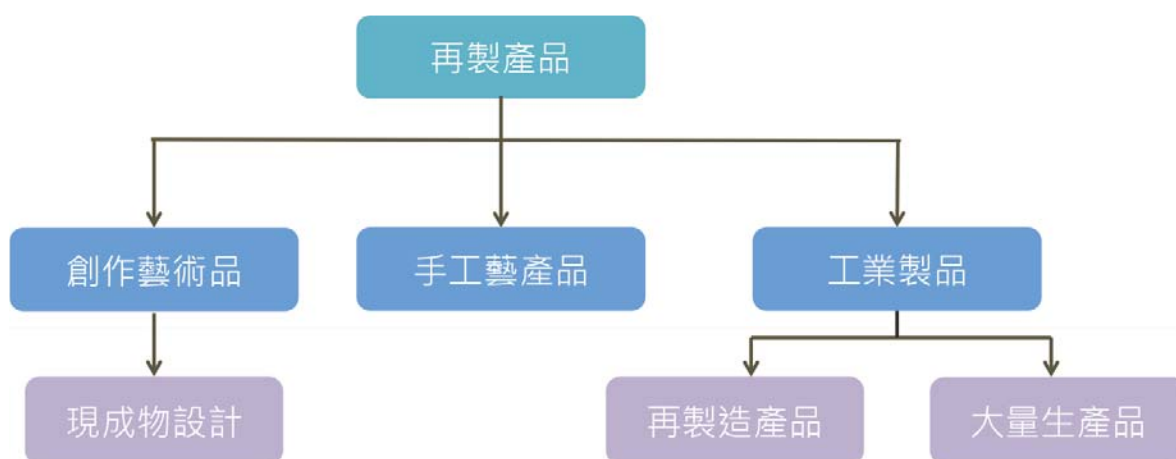 再製產品
創作藝術品
手工藝產品
工業製品
現成物設計
再製造產品
大量生產品